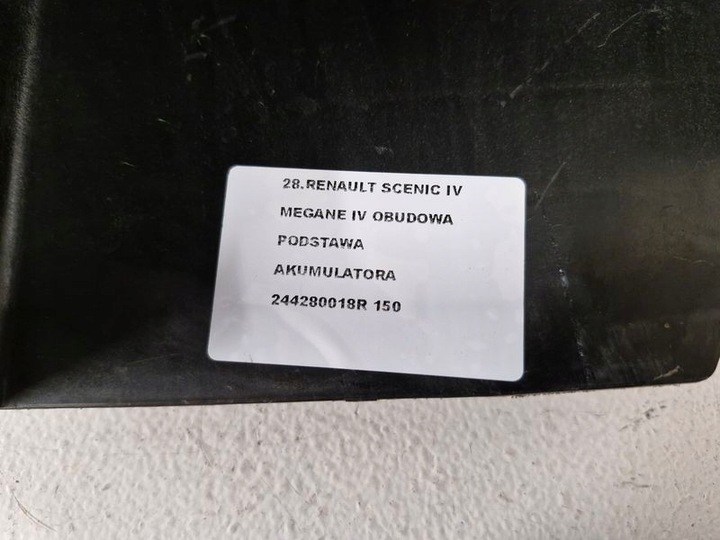 28.RENAULT SCENIC IV
MEGANE IV OBUDOWA
PODSTAWA
AKUMULATORA
244280018R 150